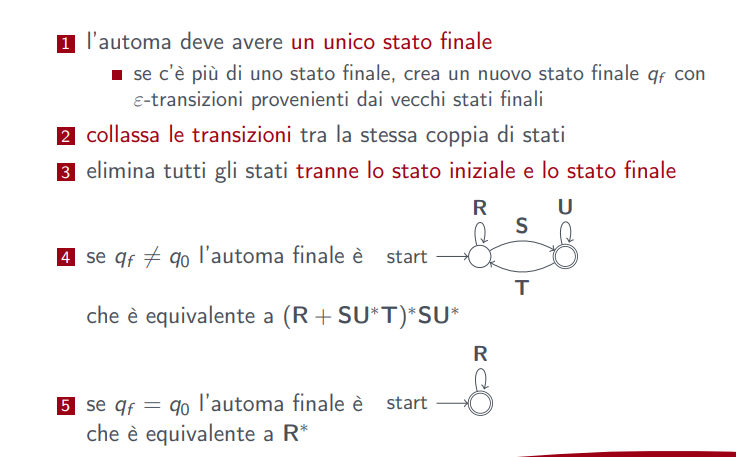 1 l'automa deve avere un unico stato finale
se c'è più di uno stato finale, crea un nuovo stato finale q_f con
ε-transizioni provenienti dai vecchi stati finali
2 collassa le transizioni tra la stessa coppia di stati
3 elimina tutti gli stati tranne lo stato iniziale e lo stato finale
R S U
4 se q_f ≠ q_0 l'automa finale è start
T
che è equivalente a (R + SU*T)*SU*
R
5 se q_f = q_0 l'automa finale è start
che è equivalente a R*